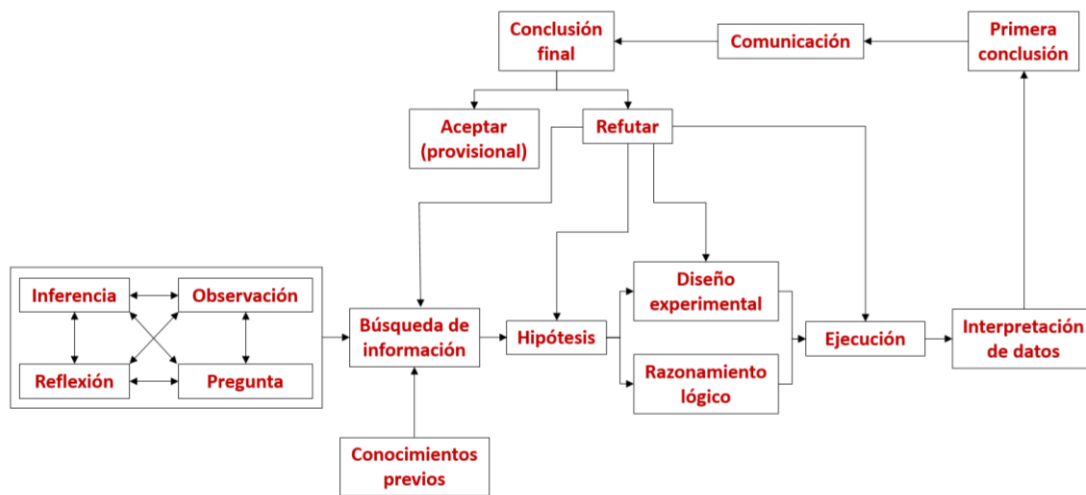 Conclusión
final
Comunicación
Primera
conclusión
Aceptar
(provisional)
Refutar
Inferencia
Observación
Reflexión
Pregunta
Búsqueda de
información
Hipótesis
Diseño
experimental
Razonamiento
lógico
Ejecución
Interpretación
de datos
Conocimientos
previos